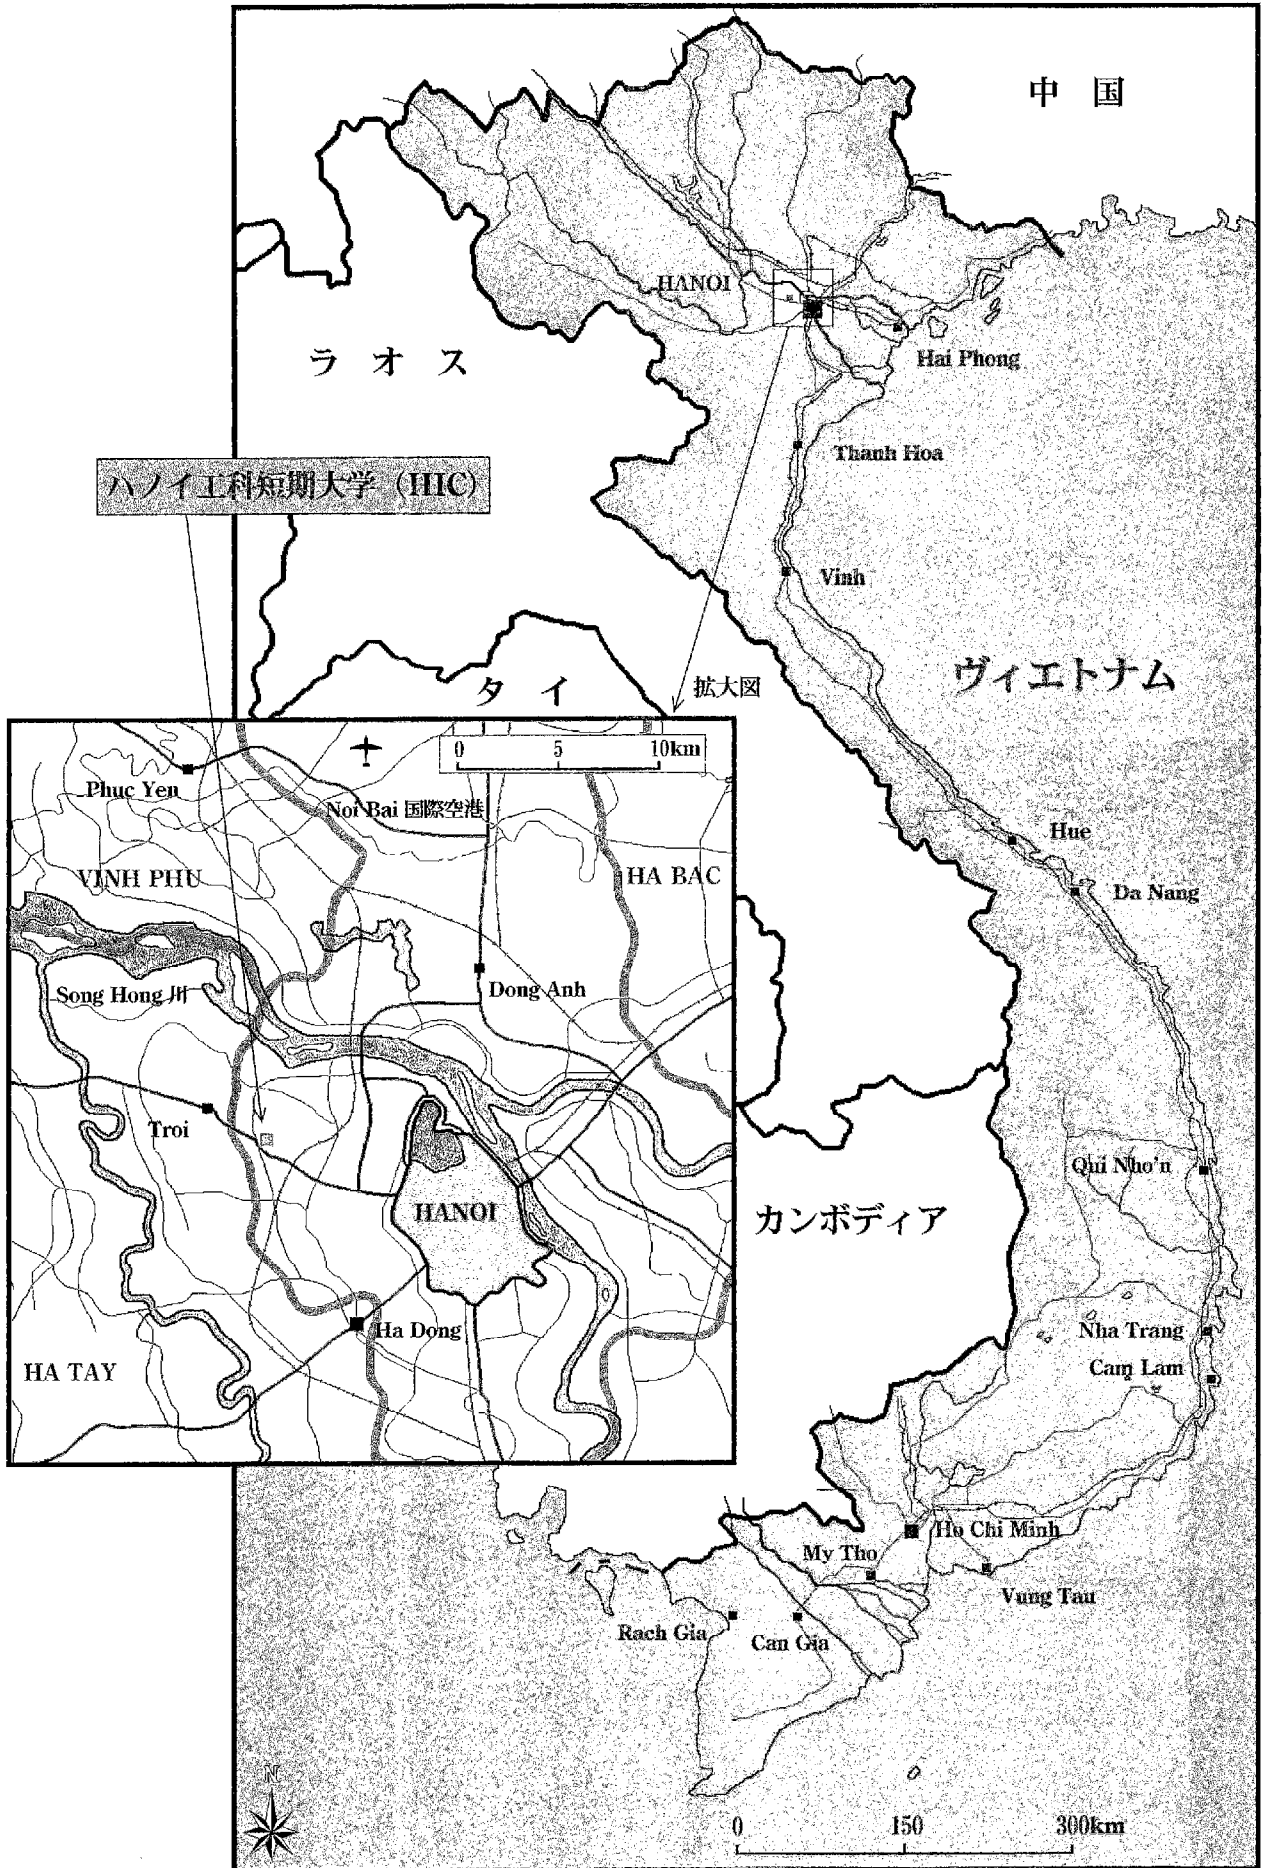 中 国
HANOI
Hai Phong
ラ オ ス
Thanh Hoa
ハノイ工科短期大学（HIC）
Vinh
ヴィエトナム
タ イ
拡大図
0 5 10km
Phuc Yen
Noi Bai 国際空港
VINH PHU
HA BAC
Hue
Da Nang
Song Hong 川
Dong Anh
Troi
HANOI
Qui Nho'n
カンボディア
Ha Dong
HA TAY
Nha Trang
Cam Lam
Ho Chi Minh
My Tho
Vung Tau
Rach Gia
Can Gia
N
0 150 300km